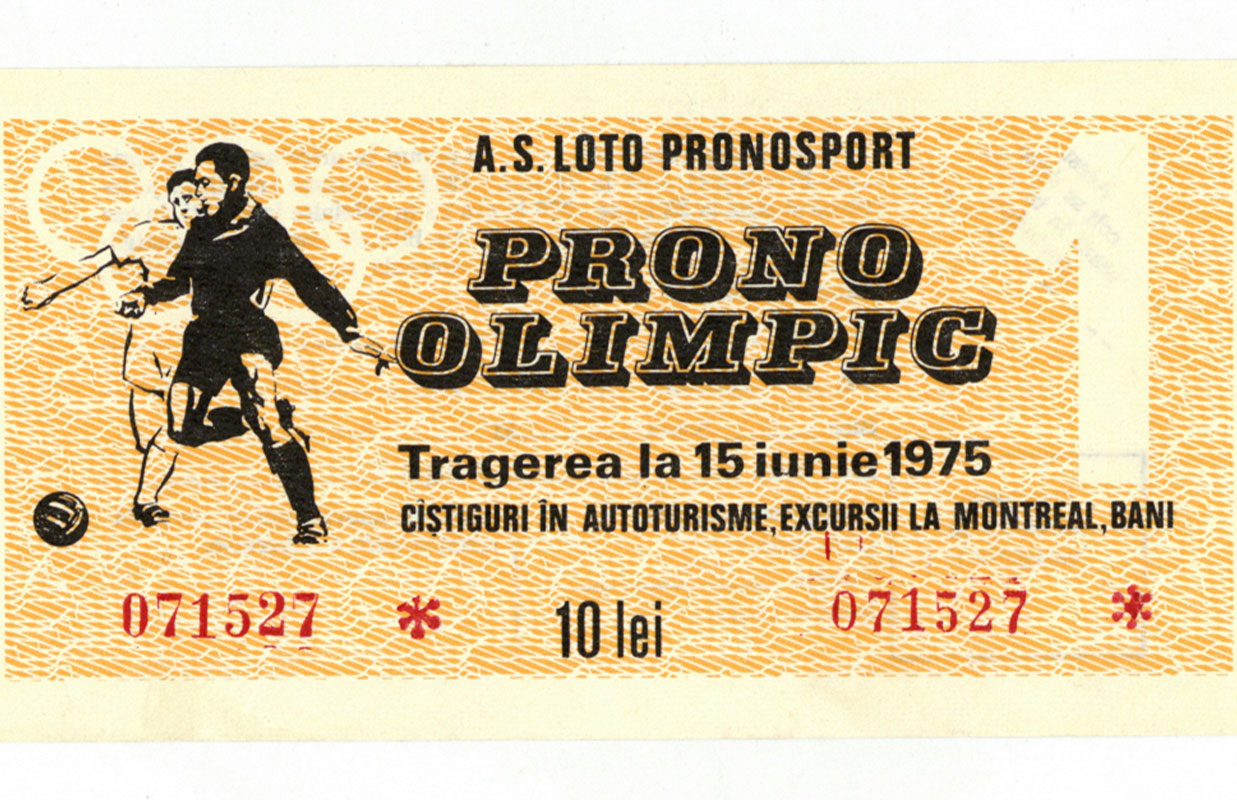 A.S. LOTO PRONOSPORT
1
PRONO
OLIMPIC
Tragerea la 15 iunie 1975
CÎȘTIGURI ÎN AUTOTURISME, EXCURSII LA MONTREAL, BANI
071527 * 10 lei 071527 *